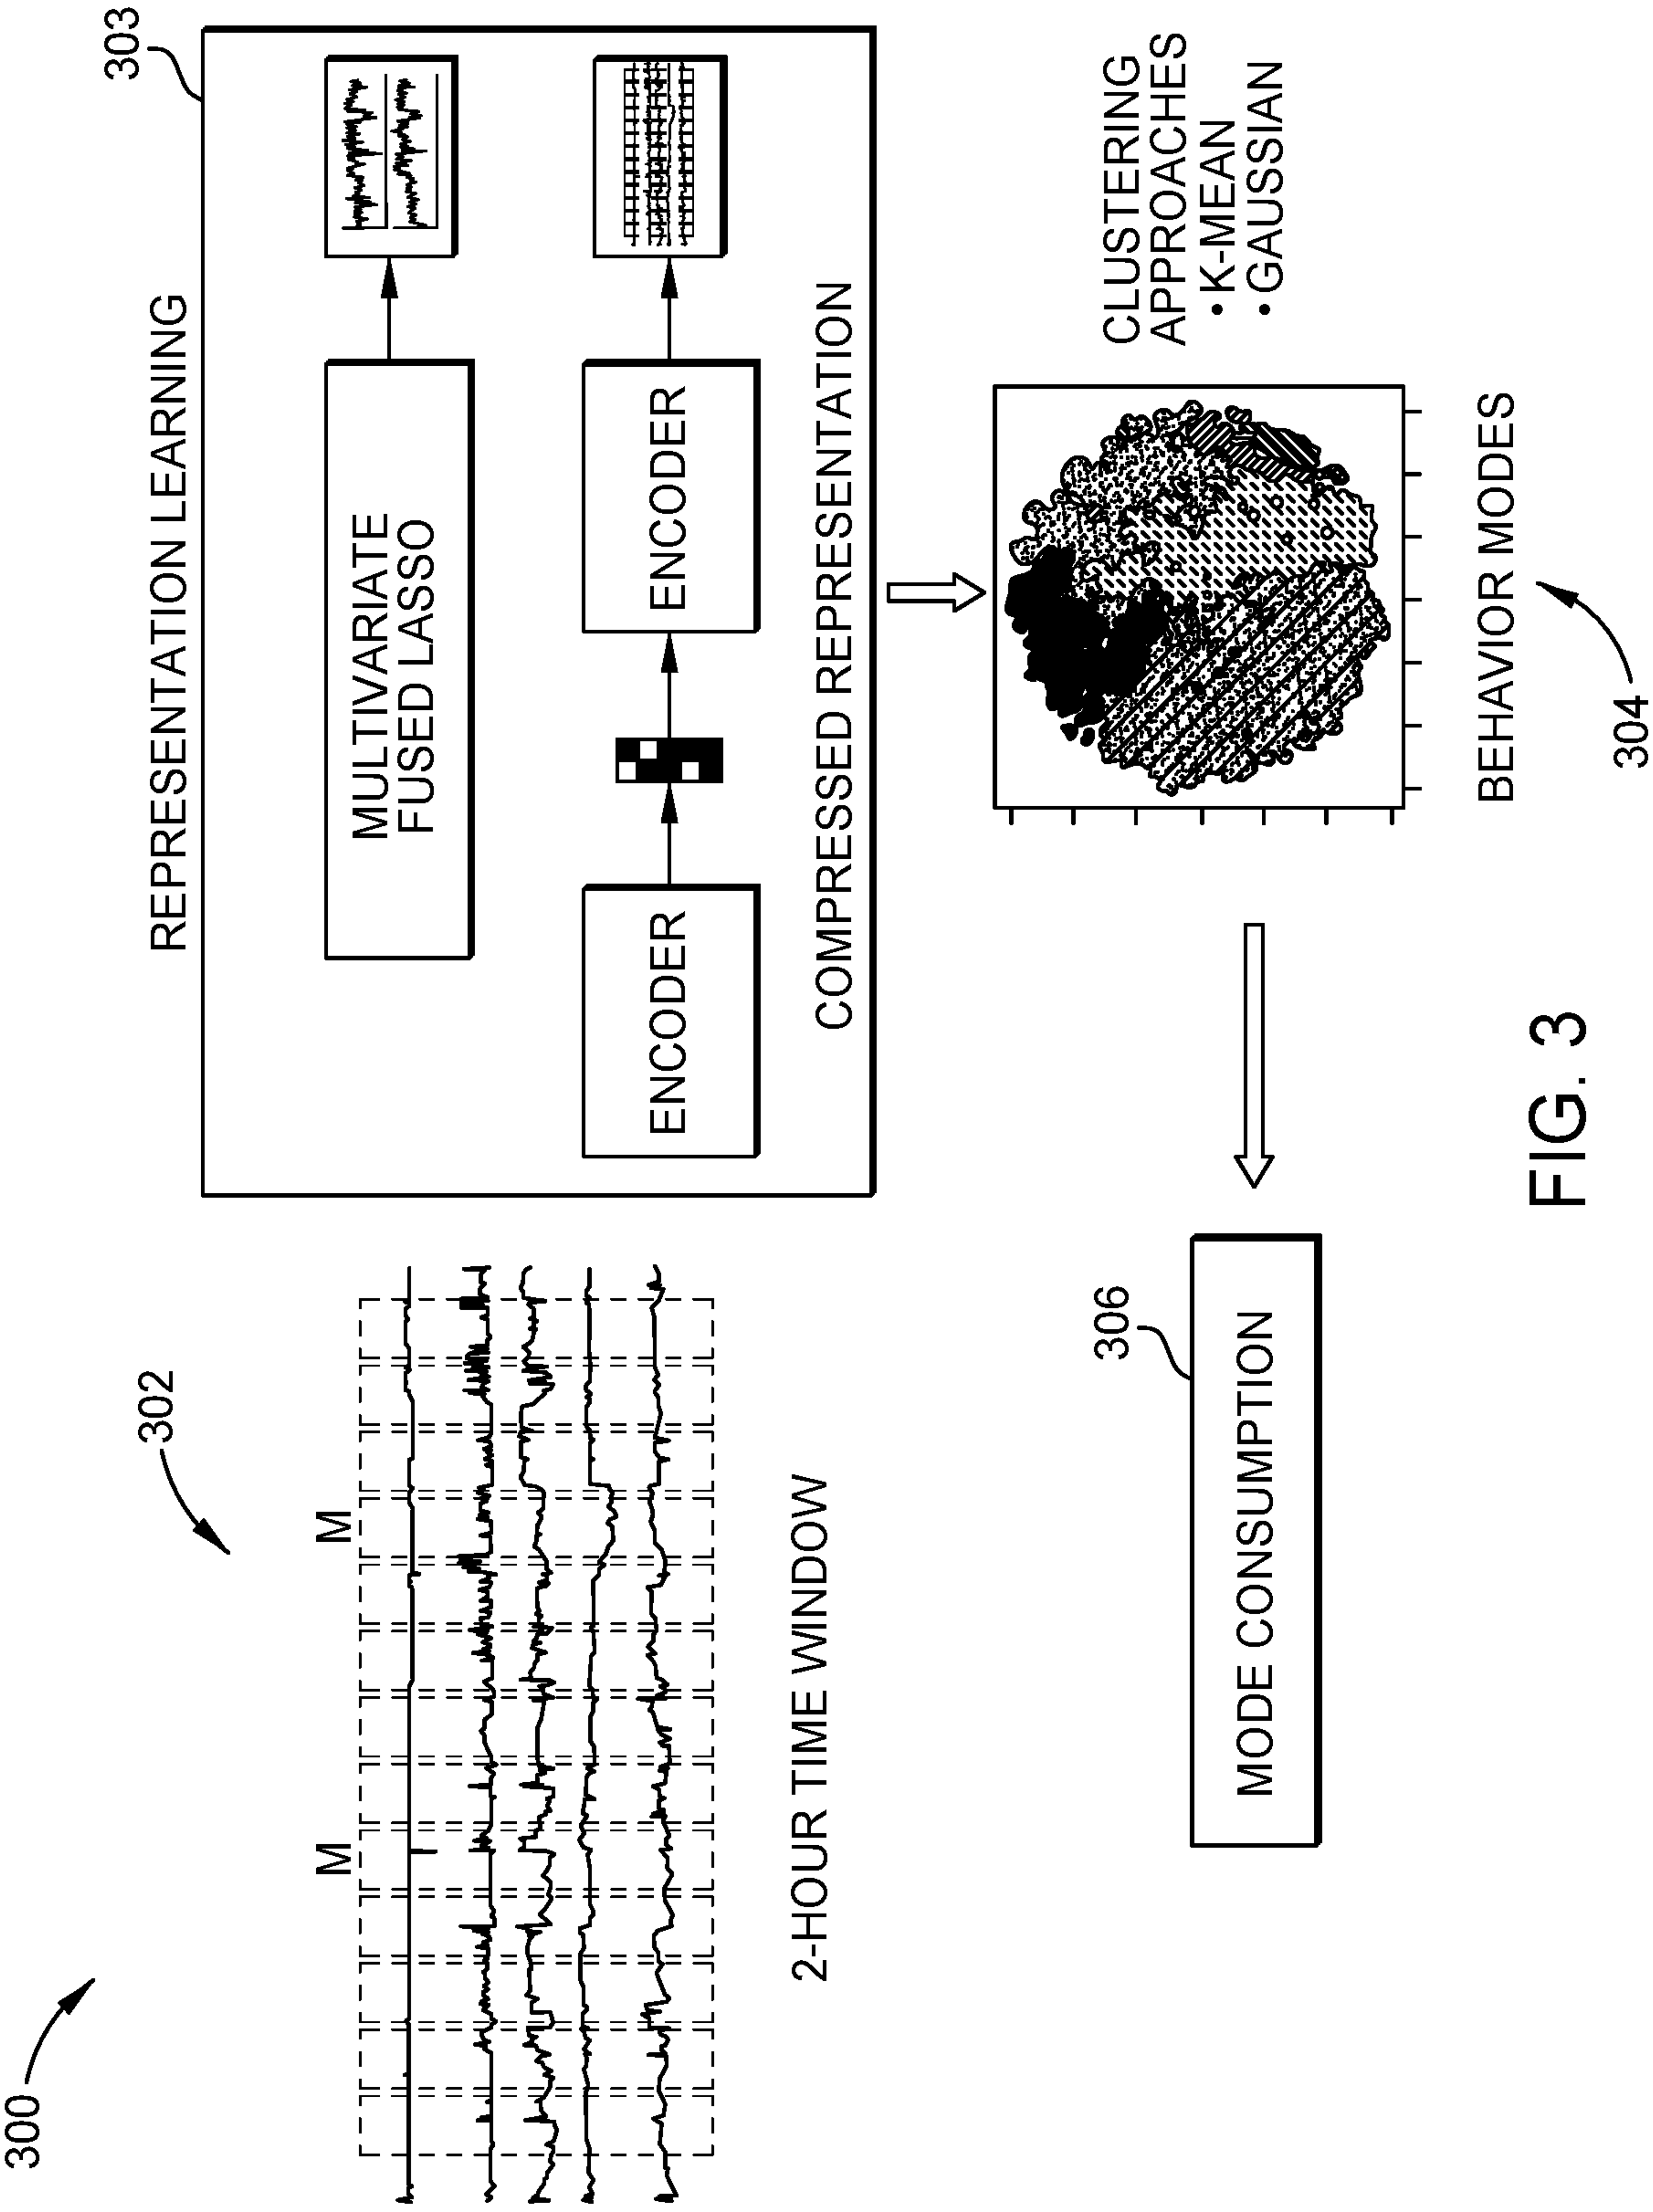 300
302
M
M
2-HOUR TIME WINDOW
REPRESENTATION LEARNING
303
MULTIVARIATE
FUSED LASSO
ENCODER
ENCODER
COMPRESSED REPRESENTATION
CLUSTERING
APPROACHES
•K-MEAN
•GAUSSIAN
BEHAVIOR MODES
304
306
MODE CONSUMPTION
FIG. 3